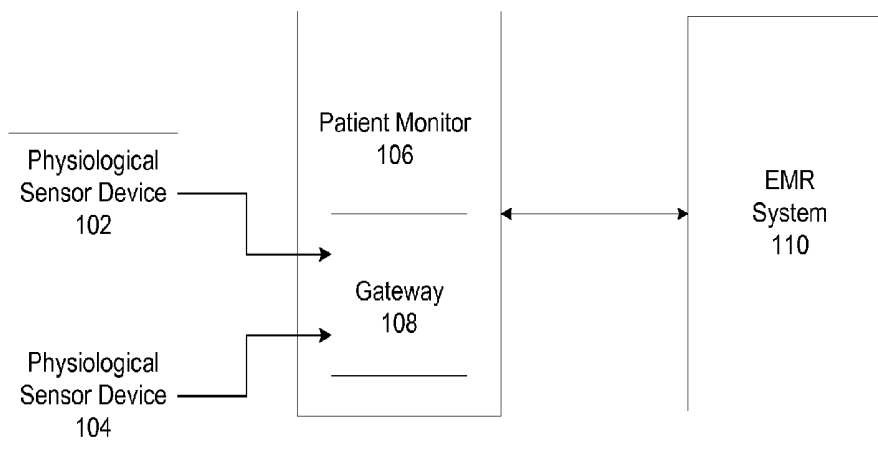 Patient Monitor
106
Physiological
Sensor Device
102
EMR
System
110
Gateway
108
Physiological
Sensor Device
104